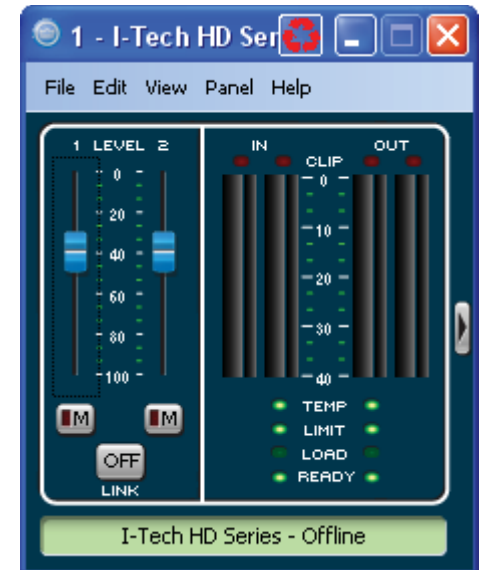 1 - I-Tech HD Ser
File Edit View Panel Help
1 LEVEL 2
0
20
40
60
80
100
M M
OFF
LINK
IN OUT
CLIP
0
10
20
30
40
TEMP
LIMIT
LOAD
READY
I-Tech HD Series - Offline